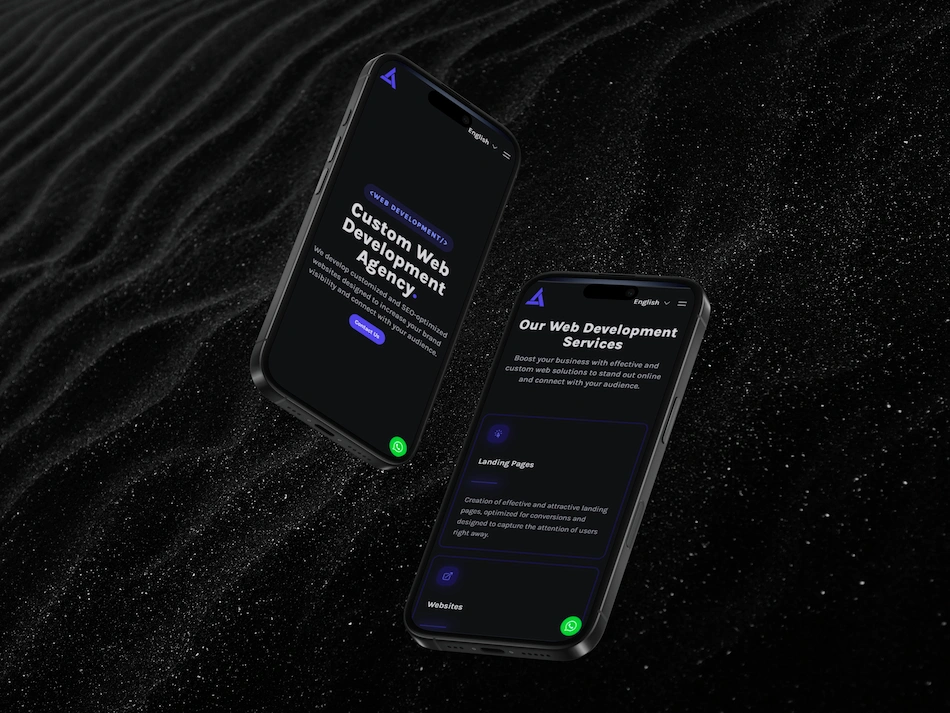 English
<WEB DEVELOPMENT/>
Custom Web
Development
Agency.
We develop customized and SEO-optimized
websites designed to increase your brand
visibility and connect with your audience.
Contact Us
English
Our Web Development
Services
Boost your business with effective and
custom web solutions to stand out online
and connect with your audience.
Landing Pages
Creation of effective and attractive landing
pages, optimized for conversions and
designed to capture the attention of users
right away.
Websites